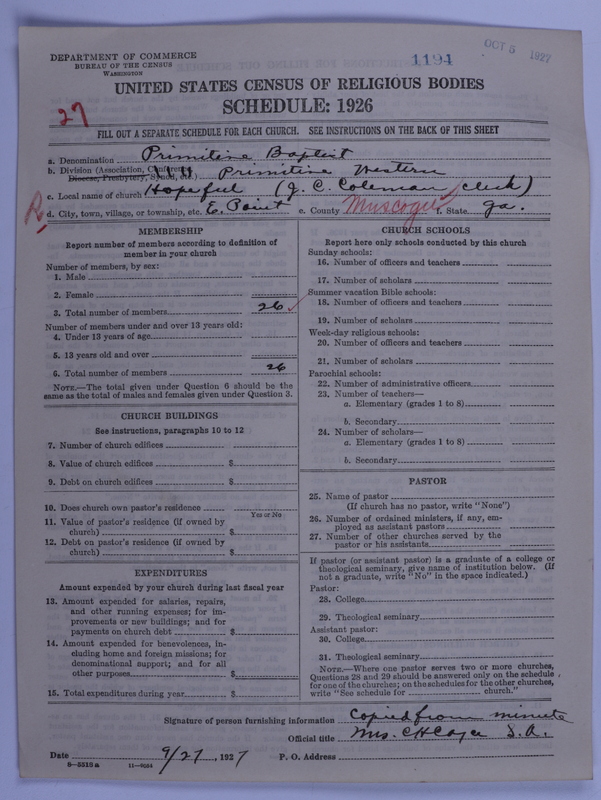 DEPARTMENT OF COMMERCE
BUREAU OF THE CENSUS
WASHINGTON
1194
OCT 5 1927
UNITED STATES CENSUS OF RELIGIOUS BODIES
SCHEDULE: 1926
27
FILL OUT A SEPARATE SCHEDULE FOR EACH CHURCH. SEE INSTRUCTIONS ON THE BACK OF THIS SHEET
a. Denomination Primitive Baptist
b. Division (Association, Conference, Diocese, Presbytery, Synod, etc.) Primitive Western
c. Local name of church Hopeful (J. C. Coleman clerk)
R d. City, town, village, or township, etc. E. Point e. County Muscogee f. State Ga.
MEMBERSHIP
Report number of members according to definition of
member in your church
Number of members, by sex:
1. Male
2. Female
3. Total number of members 26
Number of members under and over 13 years old:
4. Under 13 years of age
5. 13 years old and over
6. Total number of members 26
NOTE.—The total given under Question 6 should be the
same as the total of males and females given under Question 3.
CHURCH BUILDINGS
See instructions, paragraphs 10 to 12
7. Number of church edifices
8. Value of church edifices $
9. Debt on church edifices $
10. Does church own pastor's residence
Yes or No
11. Value of pastor's residence (if owned by
church) $
12. Debt on pastor's residence (if owned by
church) $
EXPENDITURES
Amount expended by your church during last fiscal year
13. Amount expended for salaries, repairs,
and other running expenses; for im-
provements or new buildings; and for
payments on church debt $
14. Amount expended for benevolences, in-
cluding home and foreign missions; for
denominational support; and for all
other purposes $
15. Total expenditures during year $
CHURCH SCHOOLS
Report here only schools conducted by this church
Sunday schools:
16. Number of officers and teachers
17. Number of scholars
Summer vacation Bible schools:
18. Number of officers and teachers
19. Number of scholars
Week-day religious schools:
20. Number of officers and teachers
21. Number of scholars
Parochial schools:
22. Number of administrative officers
23. Number of teachers—
a. Elementary (grades 1 to 8)
b. Secondary
24. Number of scholars—
a. Elementary (grades 1 to 8)
b. Secondary
PASTOR
25. Name of pastor
(If church has no pastor, write "None")
26. Number of ordained ministers, if any, em-
ployed as assistant pastors
27. Number of other churches served by the
pastor or his assistants
If pastor (or assistant pastor) is a graduate of a college or
theological seminary, give name of institution below. (If
not a graduate, write "No" in the space indicated.)
Pastor:
28. College
29. Theological seminary
Assistant pastor:
30. College
31. Theological seminary
NOTE.—Where one pastor serves two or more churches,
Questions 28 and 29 should be answered only on the schedule
for one of the churches; on the schedules for the other churches,
write "See schedule for church."
Signature of person furnishing information Copied from minute
Official title Mrs. S. A.
Date 9/27, 1927 P. O. Address
8-5518a 11-9054